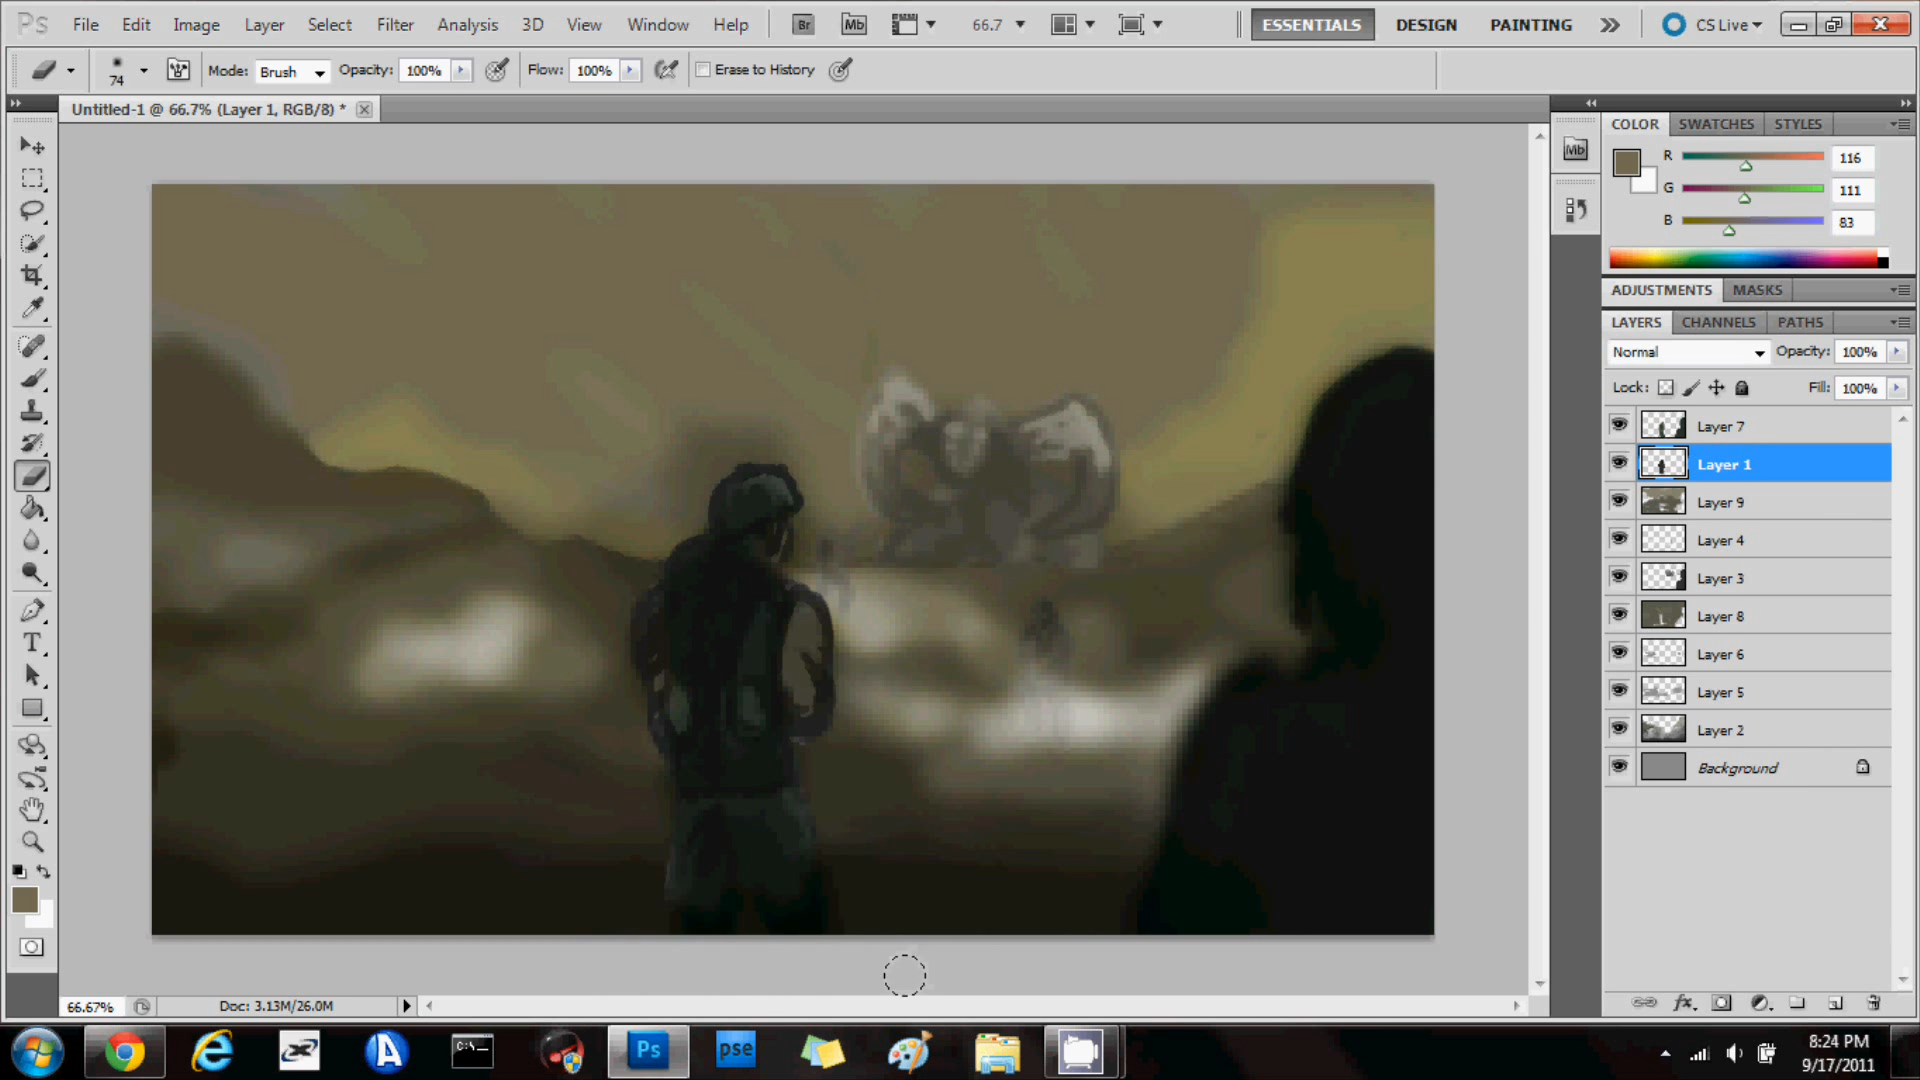 Ps File Edit Image Layer Select Filter Analysis 3D View Window Help Br Mb 66.7 ESSENTIALS DESIGN PAINTING CS Live
74 Mode: Brush Opacity: 100% Flow: 100% Erase to History
Untitled-1 @ 66.7% (Layer 1, RGB/8) *
COLOR SWATCHES STYLES
Mb
R 116
G 111
B 83
ADJUSTMENTS MASKS
LAYERS CHANNELS PATHS
Normal Opacity: 100%
Lock: Fill: 100%
Layer 7
Layer 1
Layer 9
Layer 4
Layer 3
Layer 8
Layer 6
Layer 5
Layer 2
Background
T
fx
66.67% Doc: 3.13M/26.0M
C:\ Ps pse
8:24 PM
9/17/2011